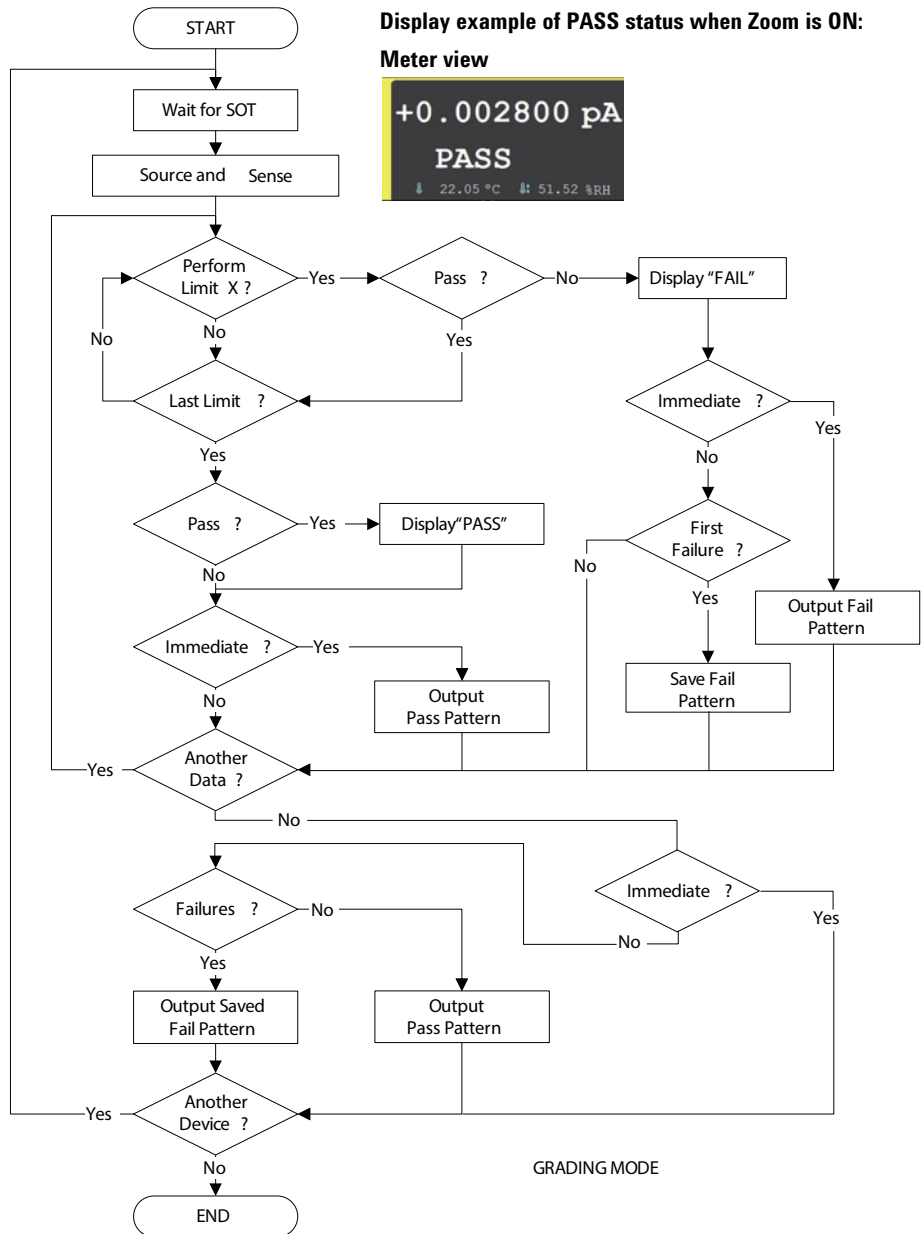 START
Display example of PASS status when Zoom is ON:
Meter view
+0.002800 pA
PASS
22.05 °C 51.52 %RH
Wait for SOT
Source and Sense
Perform
Limit X ?
Yes
Pass ?
No
Display "FAIL"
No
No
Yes
Last Limit ?
Immediate ?
Yes
Yes
No
Pass ?
Yes
Display"PASS"
First
Failure ?
No
No
Yes
Immediate ?
Yes
Output Fail
Pattern
No
Output
Pass Pattern
Save Fail
Pattern
Another
Data ?
Yes
No
Failures ?
No
Immediate ?
Yes
No
Yes
Output Saved
Fail Pattern
Output
Pass Pattern
Another
Device ?
Yes
No
GRADING MODE
END